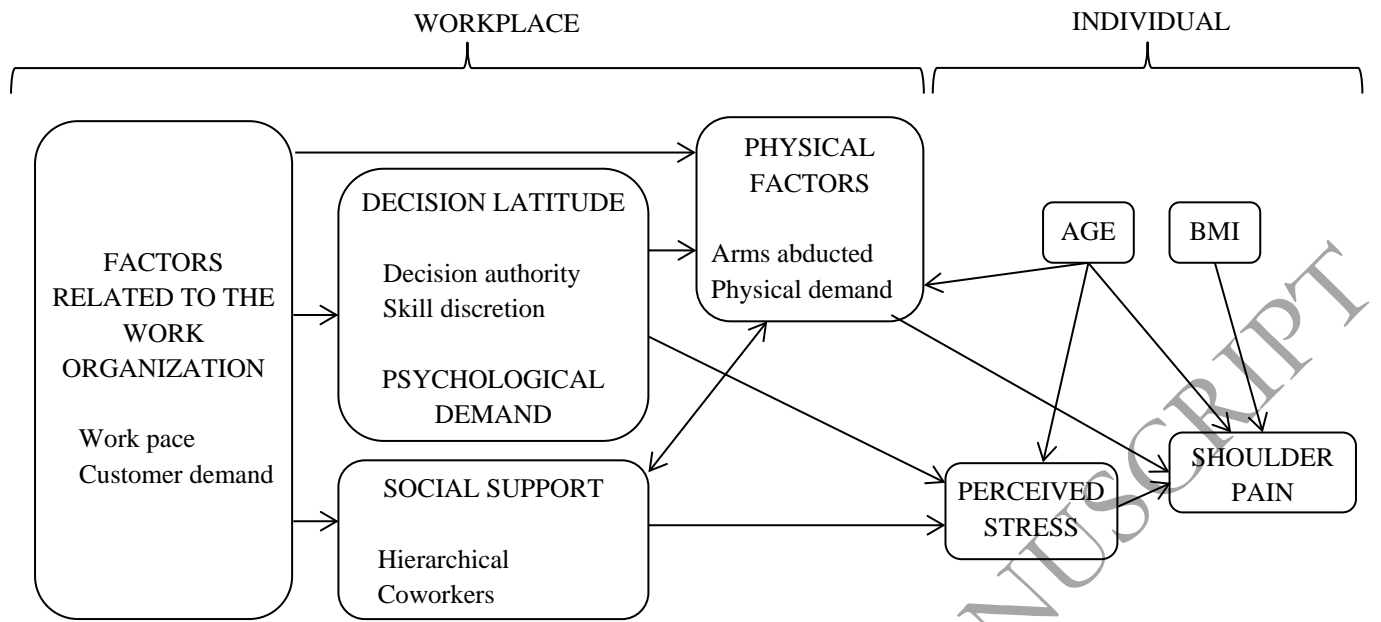 WORKPLACE
INDIVIDUAL
FACTORS
RELATED TO THE
WORK
ORGANIZATION
Work pace
Customer demand
DECISION LATITUDE
Decision authority
Skill discretion
PSYCHOLOGICAL
DEMAND
SOCIAL SUPPORT
Hierarchical
Coworkers
PHYSICAL
FACTORS
Arms abducted
Physical demand
AGE
BMI
PERCEIVED
STRESS
SHOULDER
PAIN
NUSCRIPT